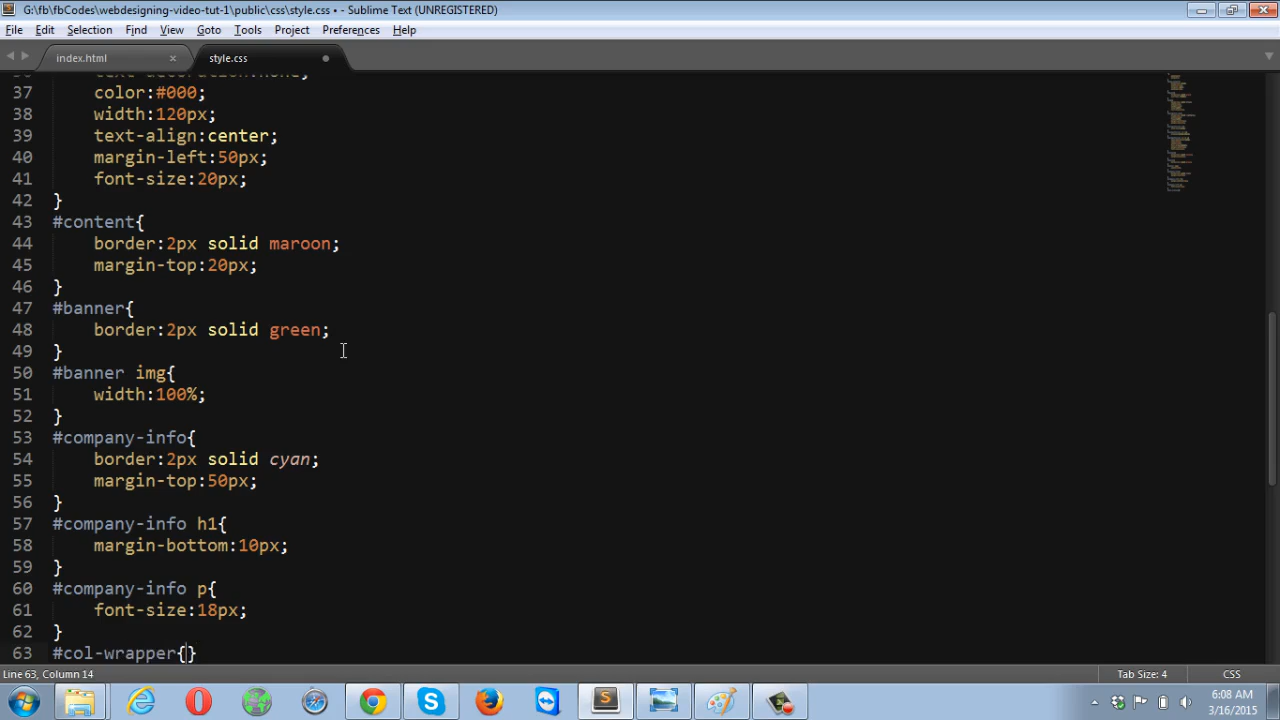 G:\fb\fbCodes\webdesigning-video-tut-1\public\css\style.css • - Sublime Text (UNREGISTERED)
File Edit Selection Find View Goto Tools Project Preferences Help
index.html × style.css
37 color:#000;
38 width:120px;
39 text-align:center;
40 margin-left:50px;
41 font-size:20px;
42 }
43 #content{
44 border:2px solid maroon;
45 margin-top:20px;
46 }
47 #banner{
48 border:2px solid green;
49 }
50 #banner img{
51 width:100%;
52 }
53 #company-info{
54 border:2px solid cyan;
55 margin-top:50px;
56 }
57 #company-info h1{
58 margin-bottom:10px;
59 }
60 #company-info p{
61 font-size:18px;
62 }
63 #col-wrapper{}
Line 63, Column 14 Tab Size: 4 CSS
6:08 AM
3/16/2015